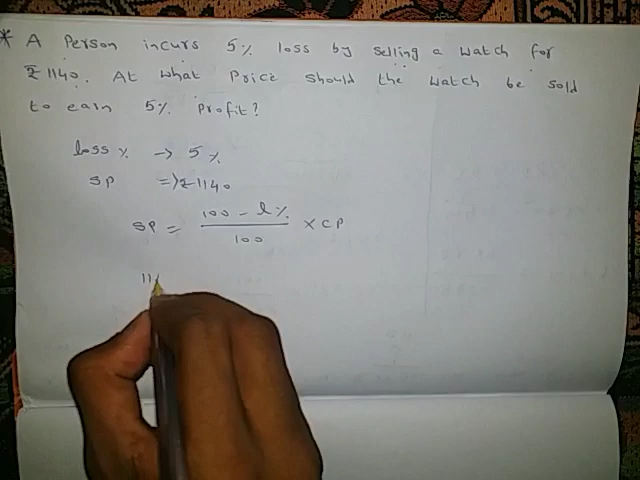 * A Person incurs 5% loss by selling a watch for
₹1140. At what Price should the watch be sold
to earn 5% Profit?
loss% -> 5%
SP => ₹1140
SP = (100 - l%)/100 × CP
11